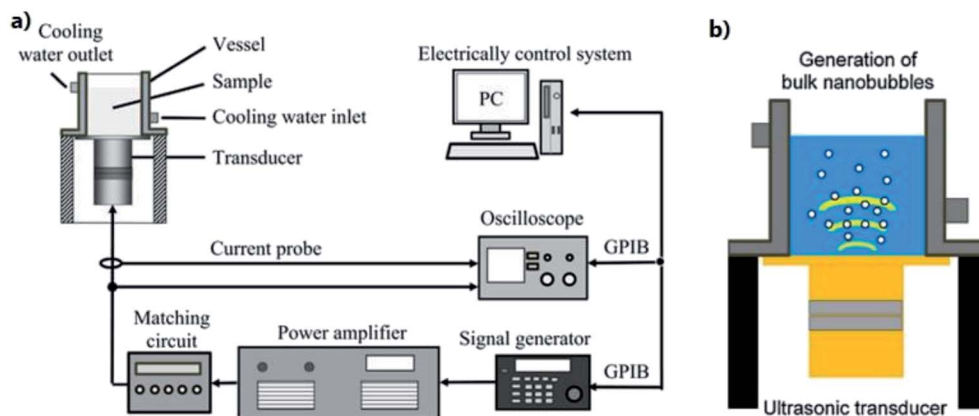 a)
Cooling
water outlet
Vessel
Sample
Cooling water inlet
Transducer
Electrically control system
PC
Current probe
Oscilloscope
GPIB
Matching
circuit
Power amplifier
Signal generator
GPIB
b)
Generation of
bulk nanobubbles
Ultrasonic transducer